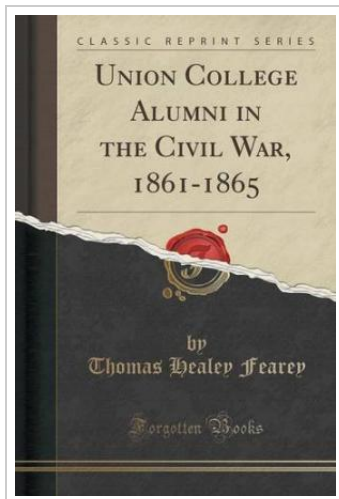 CLASSIC REPRINT SERIES
UNION COLLEGE
ALUMNI IN
THE CIVIL WAR,
1861-1865
by
Thomas Healey Fearey
Forgotten Books